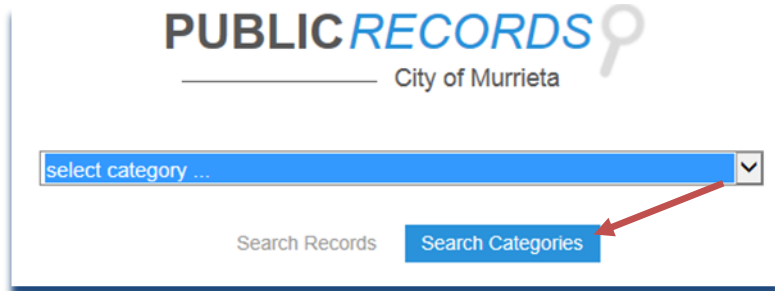 PUBLIC RECORDS
City of Murrieta
select category ...
Search Records Search Categories